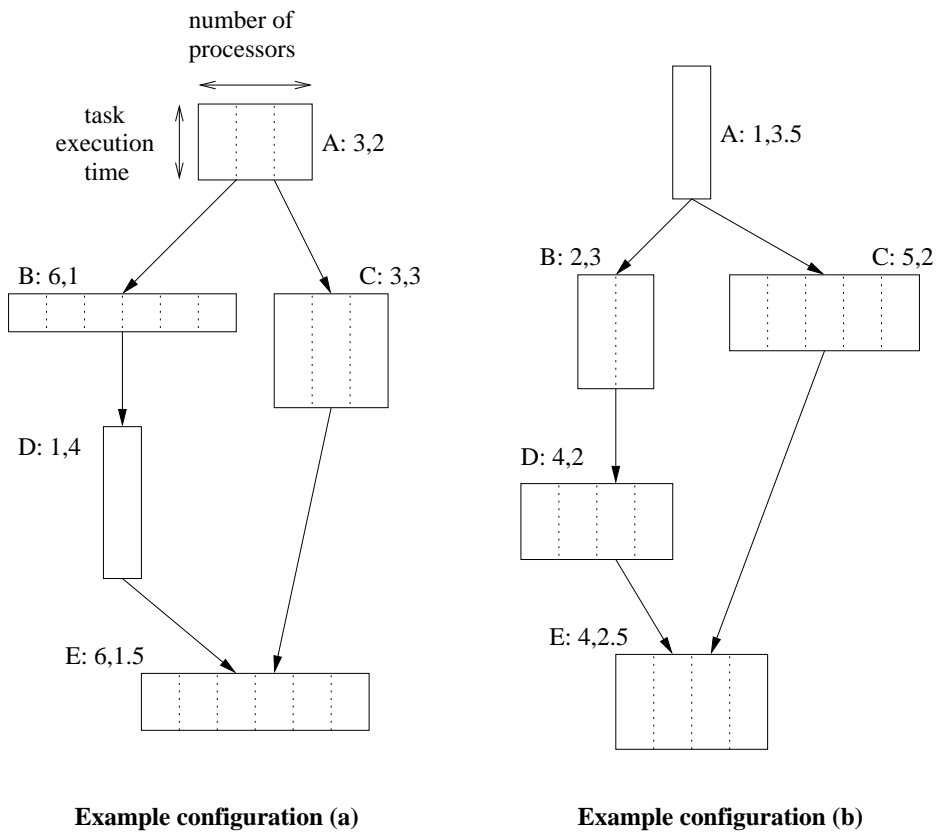 number of
processors
task
execution
time
A: 3,2
B: 6,1
C: 3,3
D: 1,4
E: 6,1.5
Example configuration (a)
A: 1,3.5
B: 2,3
C: 5,2
D: 4,2
E: 4,2.5
Example configuration (b)